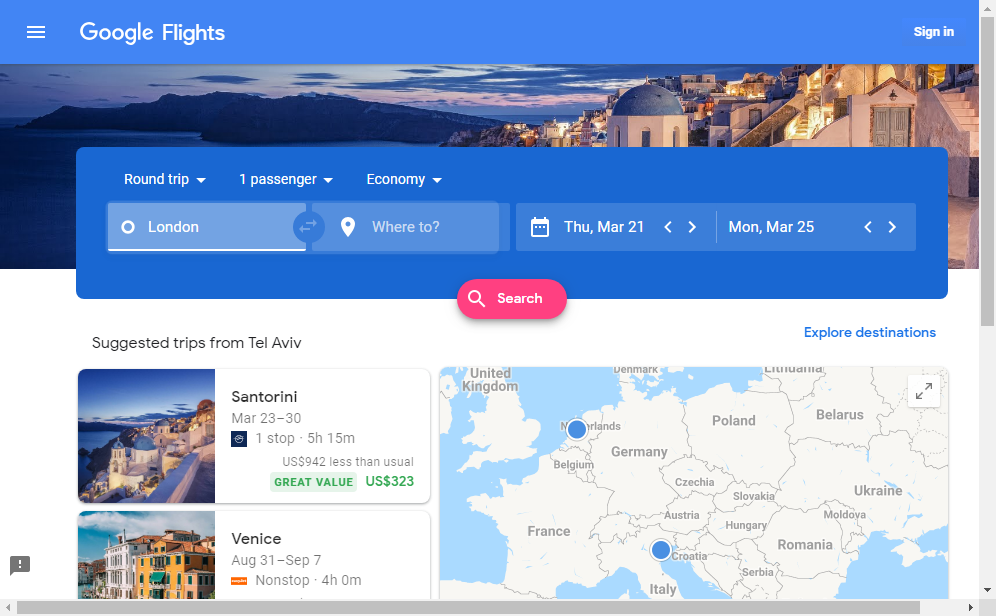 Google Flights
Sign in
Round trip
1 passenger
Economy
London
Where to?
Thu, Mar 21
Mon, Mar 25
Search
Suggested trips from Tel Aviv
Explore destinations
Santorini
Mar 23–30
1 stop · 5h 15m
US$942 less than usual
GREAT VALUE US$323
Venice
Aug 31–Sep 7
Nonstop · 4h 0m
United
Kingdom
Denmark
Lithuania
Belarus
Poland
Germany
Belgium
Czechia
Slovakia
Ukraine
Austria
Moldova
France
Hungary
Romania
Croatia
Serbia
Italy